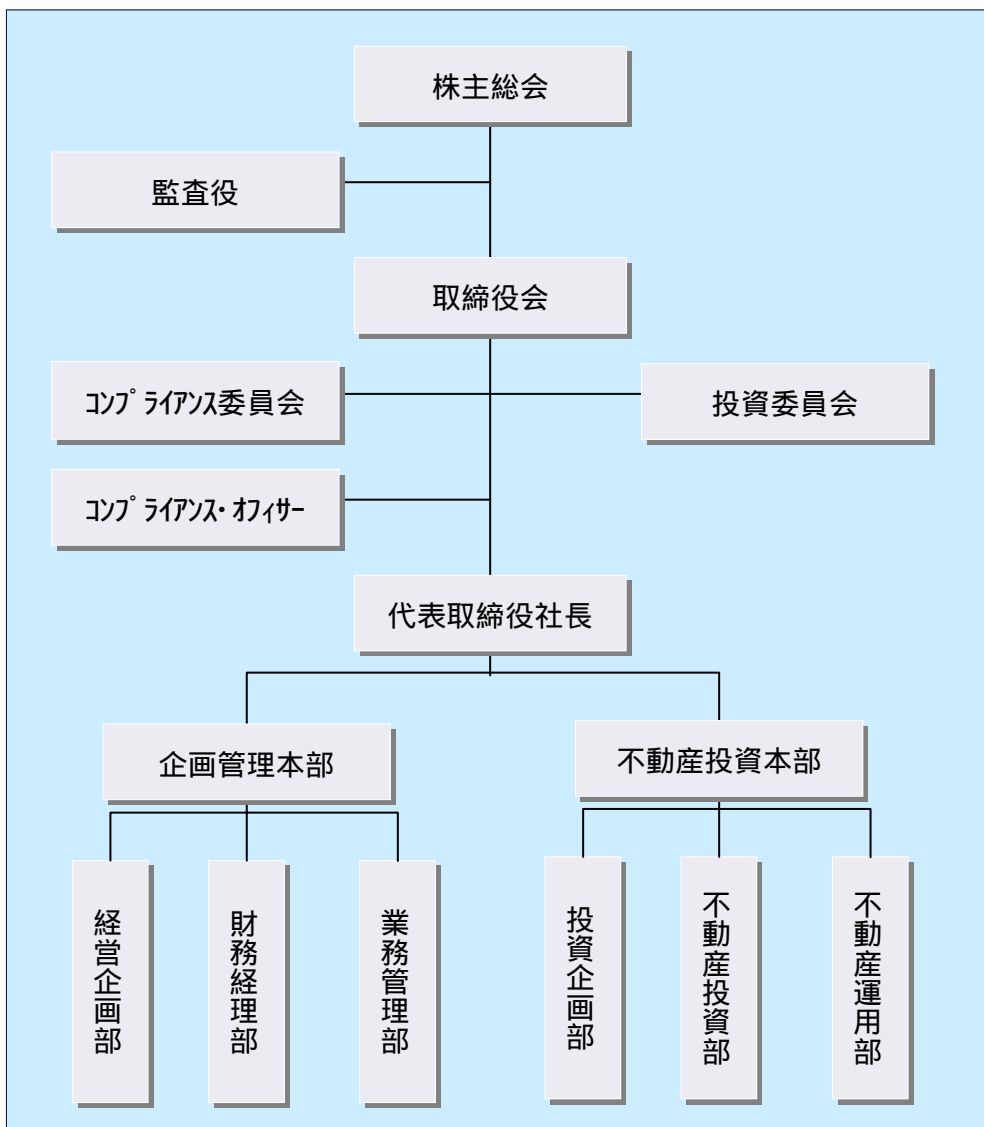 株主総会
監査役
取締役会
ｺﾝﾌﾟﾗｲｱﾝｽ委員会
投資委員会
ｺﾝﾌﾟﾗｲｱﾝｽ・ｵﾌｨｻｰ
代表取締役社長
企画管理本部
不動産投資本部
経営企画部
財務経理部
業務管理部
投資企画部
不動産投資部
不動産運用部